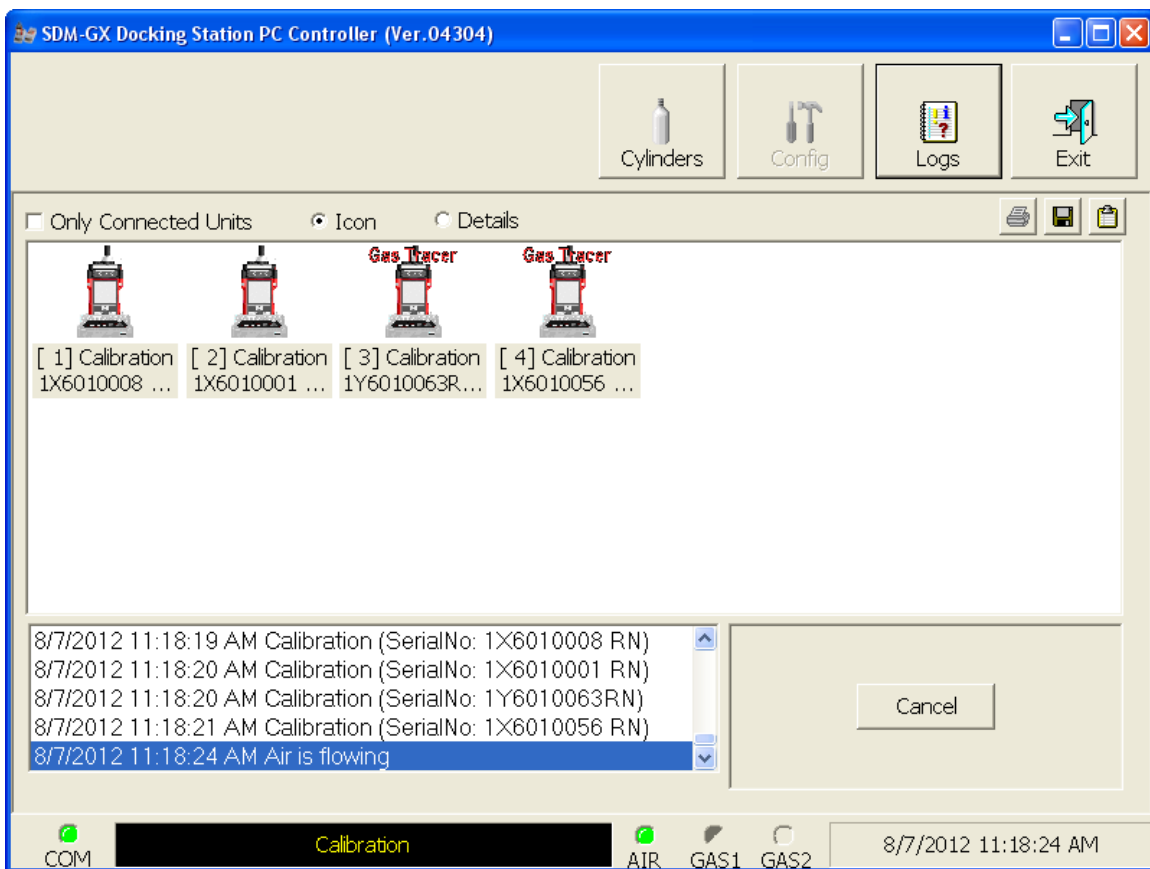 SDM-GX Docking Station PC Controller (Ver.04304)
Cylinders
Config
Logs
Exit
Only Connected Units
Icon
Details
Gas Tracer
Gas Tracer
[ 1] Calibration
1X6010008 ...
[ 2] Calibration
1X6010001 ...
[ 3] Calibration
1Y6010063R...
[ 4] Calibration
1X6010056 ...
8/7/2012 11:18:19 AM Calibration (SerialNo: 1X6010008 RN)
8/7/2012 11:18:20 AM Calibration (SerialNo: 1X6010001 RN)
8/7/2012 11:18:20 AM Calibration (SerialNo: 1Y6010063RN)
8/7/2012 11:18:21 AM Calibration (SerialNo: 1X6010056 RN)
8/7/2012 11:18:24 AM Air is flowing
Cancel
COM
Calibration
AIR
GAS1
GAS2
8/7/2012 11:18:24 AM